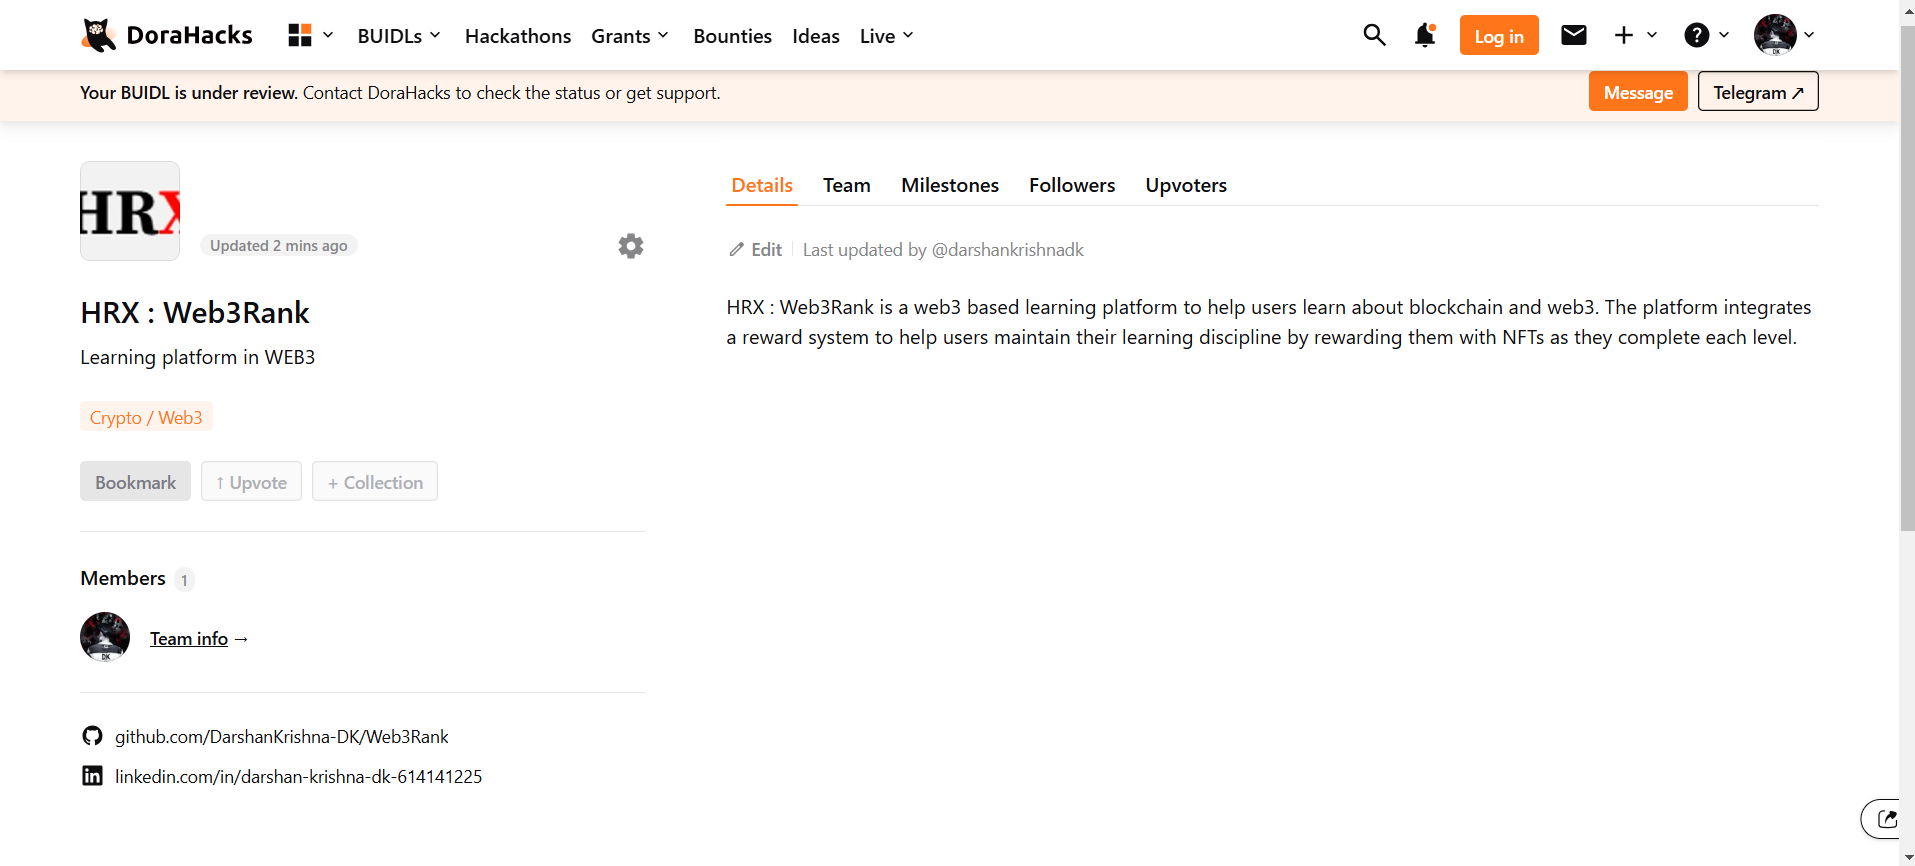 DoraHacks BUIDLs Hackathons Grants Bounties Ideas Live Log in
Your BUIDL is under review. Contact DoraHacks to check the status or get support. Message Telegram ↗
HRX
Updated 2 mins ago
HRX : Web3Rank
Learning platform in WEB3
Crypto / Web3
Bookmark ↑ Upvote + Collection
Members 1
DK
Team info →
github.com/DarshanKrishna-DK/Web3Rank
linkedin.com/in/darshan-krishna-dk-614141225
Details Team Milestones Followers Upvoters
Edit Last updated by @darshankrishnadk
HRX : Web3Rank is a web3 based learning platform to help users learn about blockchain and web3. The platform integrates
a reward system to help users maintain their learning discipline by rewarding them with NFTs as they complete each level.